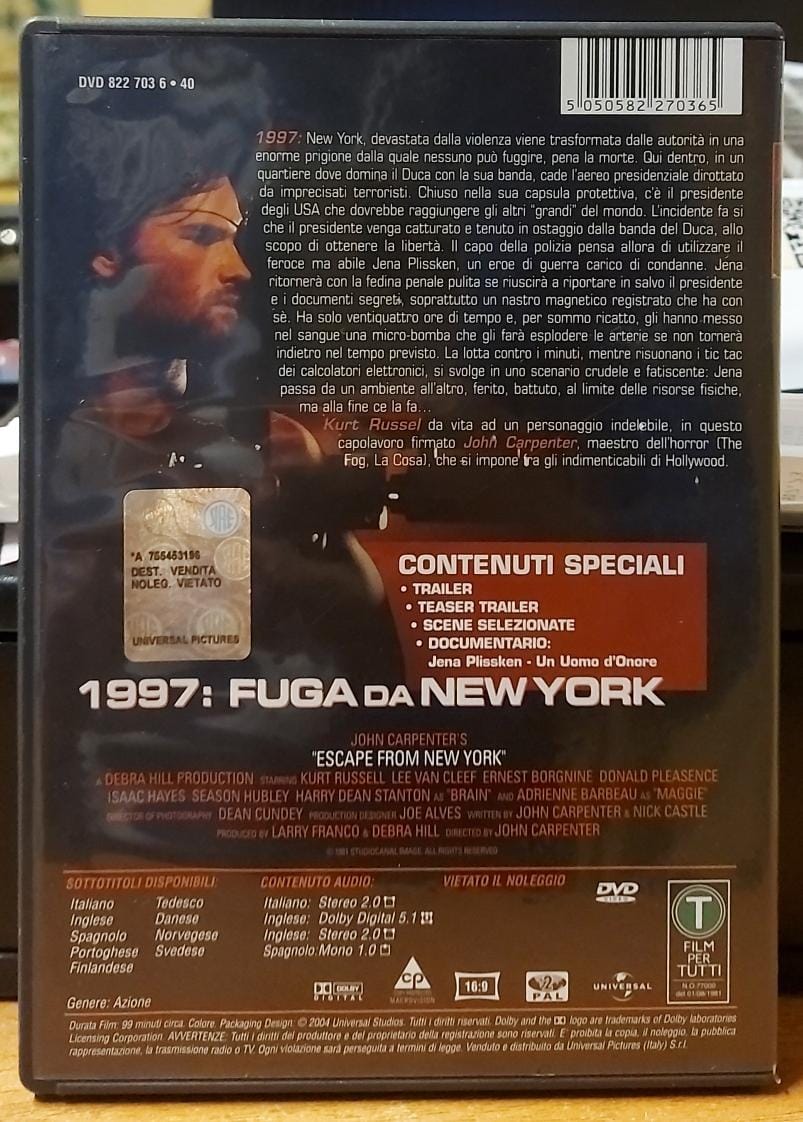 DVD 822 703 6 • 40
5 050582 270365
1997: New York, devastata dalla violenza viene trasformata dalle autorità in una
enorme prigione dalla quale nessuno può fuggire, pena la morte. Qui dentro, in un
quartiere dove domina il Duca con la sua banda, cade l'aereo presidenziale dirottato
da imprecisati terroristi. Chiuso nella sua capsula protettiva, c'è il presidente
degli USA che dovrebbe raggiungere gli altri "grandi" del mondo. L'incidente fa sì
che il presidente venga catturato e tenuto in ostaggio dalla banda del Duca, allo
scopo di ottenere la libertà. Il capo della polizia pensa allora di utilizzare il
feroce ma abile Jena Plissken, un eroe di guerra carico di condanne. Jena
ritornerà con la fedina penale pulita se riuscirà a riportare in salvo il presidente
e i documenti segreti, soprattutto un nastro magnetico registrato che ha con
sè. Ha solo ventiquattro ore di tempo e, per sommo ricatto, gli hanno messo
nel sangue una micro-bomba che gli farà esplodere le arterie se non tornerà
indietro nel tempo previsto. La lotta contro i minuti, mentre risuonano i tic tac
dei calcolatori elettronici, si svolge in uno scenario crudele e fatiscente: Jena
passa da un ambiente all'altro, ferito, battuto, al limite delle risorse fisiche,
ma alla fine ce la fa...
Kurt Russel da vita ad un personaggio indelebile, in questo
capolavoro firmato John Carpenter, maestro dell'horror (The
Fog, La Cosa), che si impone tra gli indimenticabili di Hollywood.
*A 755453196
DEST. VENDITA
NOLEG. VIETATO
UNIVERSAL PICTURES
CONTENUTI SPECIALI
• TRAILER
• TEASER TRAILER
• SCENE SELEZIONATE
• DOCUMENTARIO:
Jena Plissken - Un Uomo d'Onore
1997: FUGA DA NEW YORK
JOHN CARPENTER'S
"ESCAPE FROM NEW YORK"
A DEBRA HILL PRODUCTION STARRING KURT RUSSELL LEE VAN CLEEF ERNEST BORGNINE DONALD PLEASENCE
ISAAC HAYES SEASON HUBLEY HARRY DEAN STANTON AS "BRAIN" AND ADRIENNE BARBEAU AS "MAGGIE"
DIRECTOR OF PHOTOGRAPHY DEAN CUNDEY PRODUCTION DESIGNER JOE ALVES WRITTEN BY JOHN CARPENTER & NICK CASTLE
PRODUCED BY LARRY FRANCO & DEBRA HILL DIRECTED BY JOHN CARPENTER
© 1981 STUDIOCANAL IMAGE. ALL RIGHTS RESERVED
SOTTOTITOLI DISPONIBILI:
Italiano Tedesco
Inglese Danese
Spagnolo Norvegese
Portoghese Svedese
Finlandese
Genere: Azione
CONTENUTO AUDIO:
Italiano: Stereo 2.0
Inglese: Dolby Digital 5.1
Inglese: Stereo 2.0
Spagnolo: Mono 1.0
VIETATO IL NOLEGGIO
DVD
VIDEO
T
FILM
PER
TUTTI
N.O.77000
del 01/08/1981
DOLBY
DIGITAL
CP
MACROVISION
16:9
2
PAL
UNIVERSAL
Durata Film: 99 minuti circa. Colore. Packaging Design: © 2004 Universal Studios. Tutti i diritti riservati. Dolby and the logo are trademarks of Dolby laboratories
Licensing Corporation. AVVERTENZE: Tutti i diritti del produttore e del proprietario della registrazione sono riservati. E' proibita la copia, il noleggio, la pubblica
rappresentazione, la trasmissione radio o TV. Ogni violazione sarà perseguita a termini di legge. Venduto e distribuito da Universal Pictures (Italy) S.r.l.